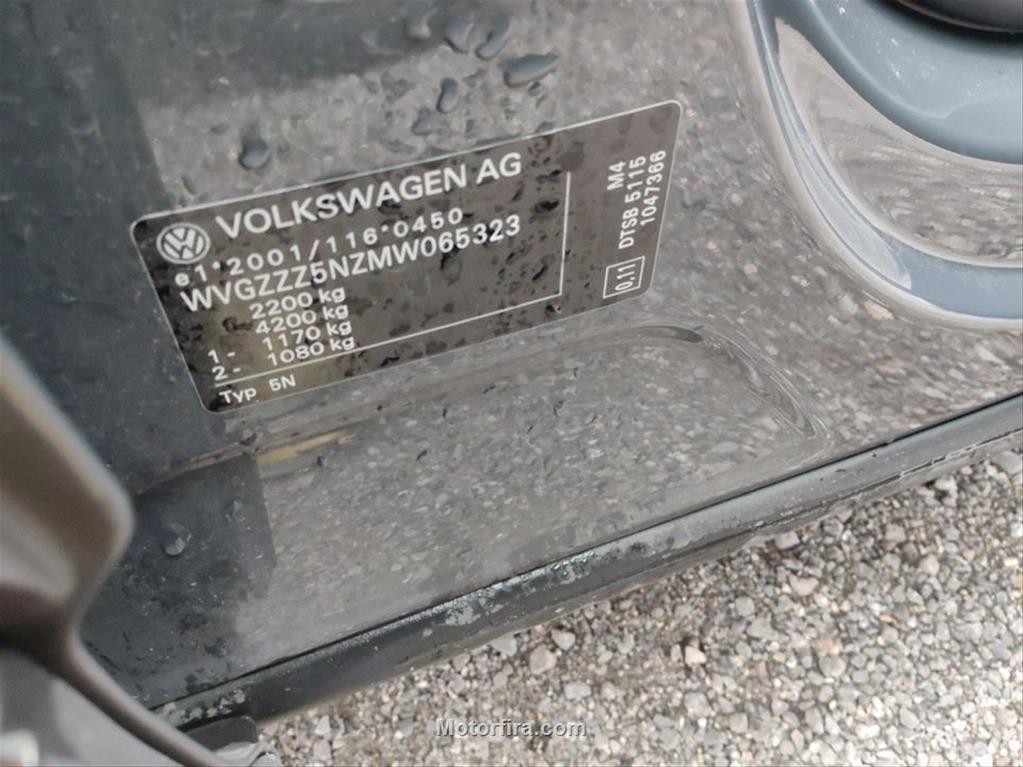 VOLKSWAGEN AG
e1*2001/116*0450
WVGZZZ5NZMW065323
2200 kg
4200 kg
1- 1170 kg
2- 1080 kg
Typ 5N
0,11
M4
DTSB 5115
1047366
Motorfira.com